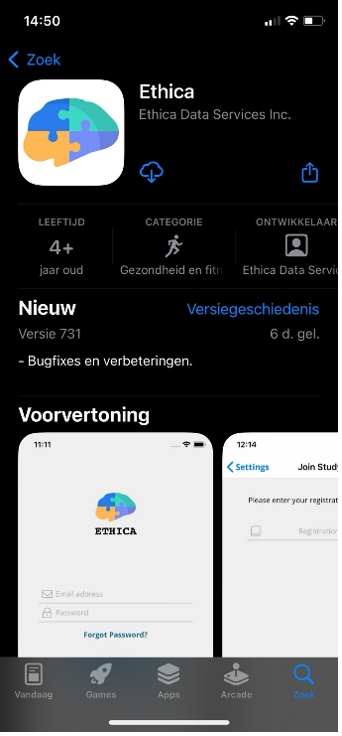 14:50
Zoek
Ethica
Ethica Data Services Inc.
LEEFTIJD
CATEGORIE
ONTWIKKELAAR
4+
jaar oud
Gezondheid en fitn
Ethica Data Servic
Nieuw
Versiegeschiedenis
Versie 731
6 d. gel.
- Bugfixes en verbeteringen.
Voorvertoning
11:11
ETHICA
Email address
Password
Forgot Password?
12:14
Settings
Join Study
Please enter your registrat
Registration
Vandaag
Games
Apps
Arcade
Zoek